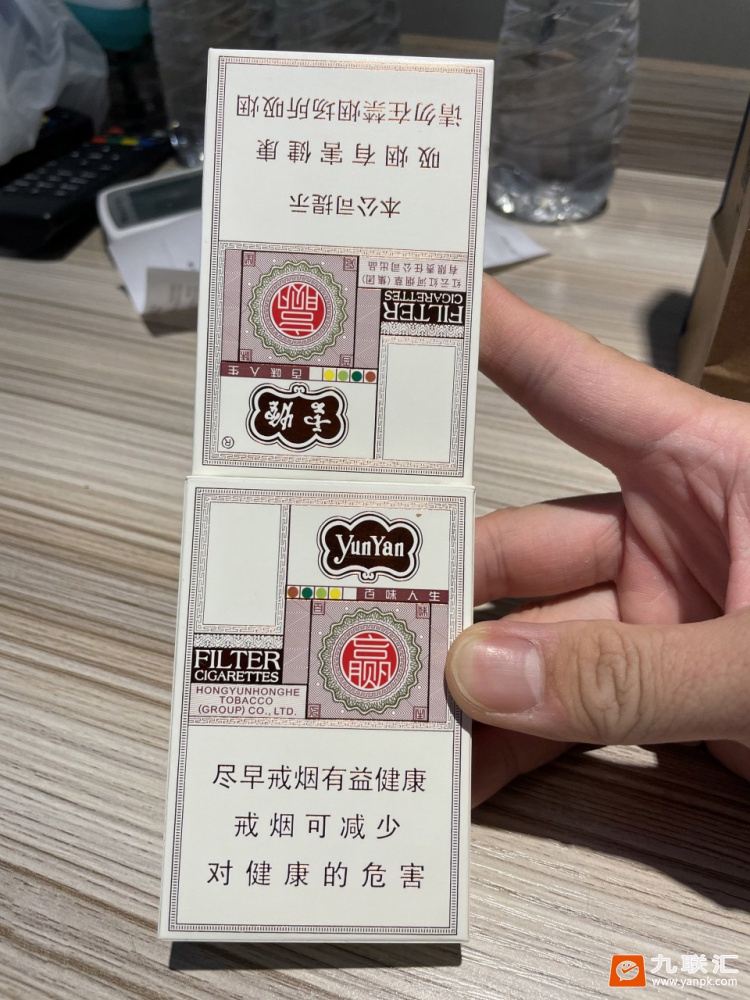 本公司提示
吸烟有害健康
请勿在禁烟场所吸烟
红云红河烟草(集团)
有限责任公司出品
FILTER
CIGARETTES
赢
百味人生
云烟
®
YunYan
百味人生
百
味
赢
FILTER
CIGARETTES
HONGYUNHONGHE
TOBACCO
(GROUP) CO., LTD.
尽早戒烟有益健康
戒烟可减少
对健康的危害
九联汇
www.yanpk.com